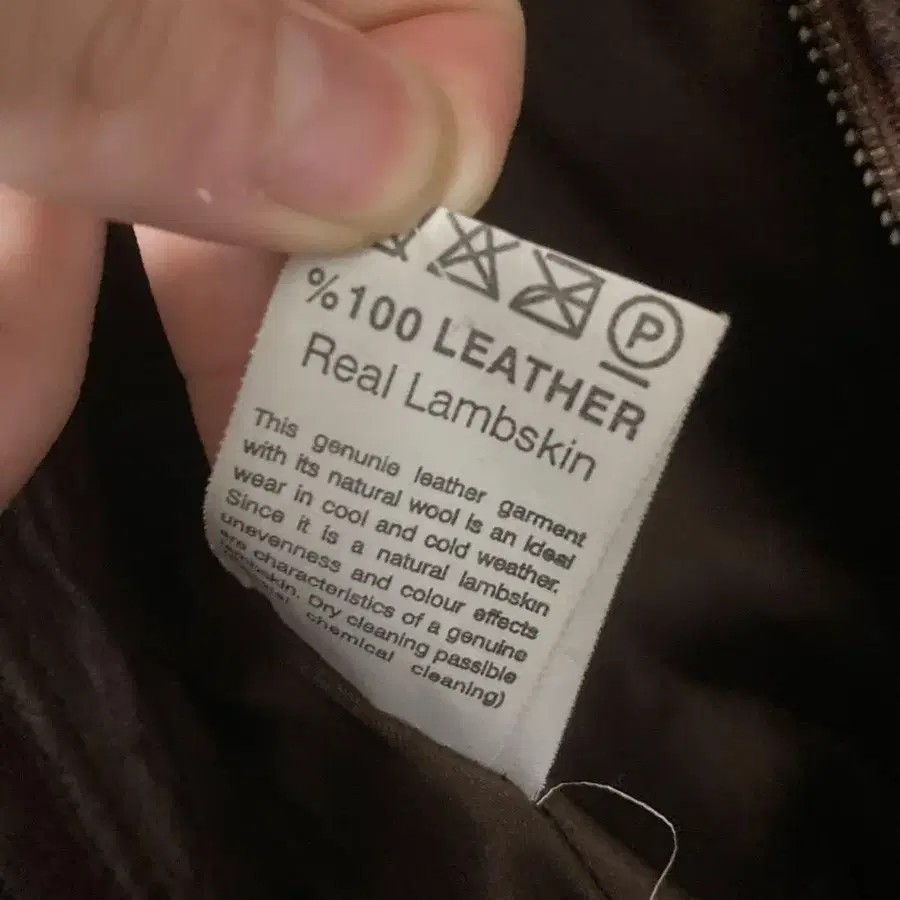 P
%100 LEATHER
Real Lambskin
This genunie leather garment
with its natural wool is an ideal
wear in cool and cold weather.
Since it is a natural lambskin
unevenness and colour effects
are characteristics of a genuine
lambskin. Dry cleaning passible
chemical cleaning)